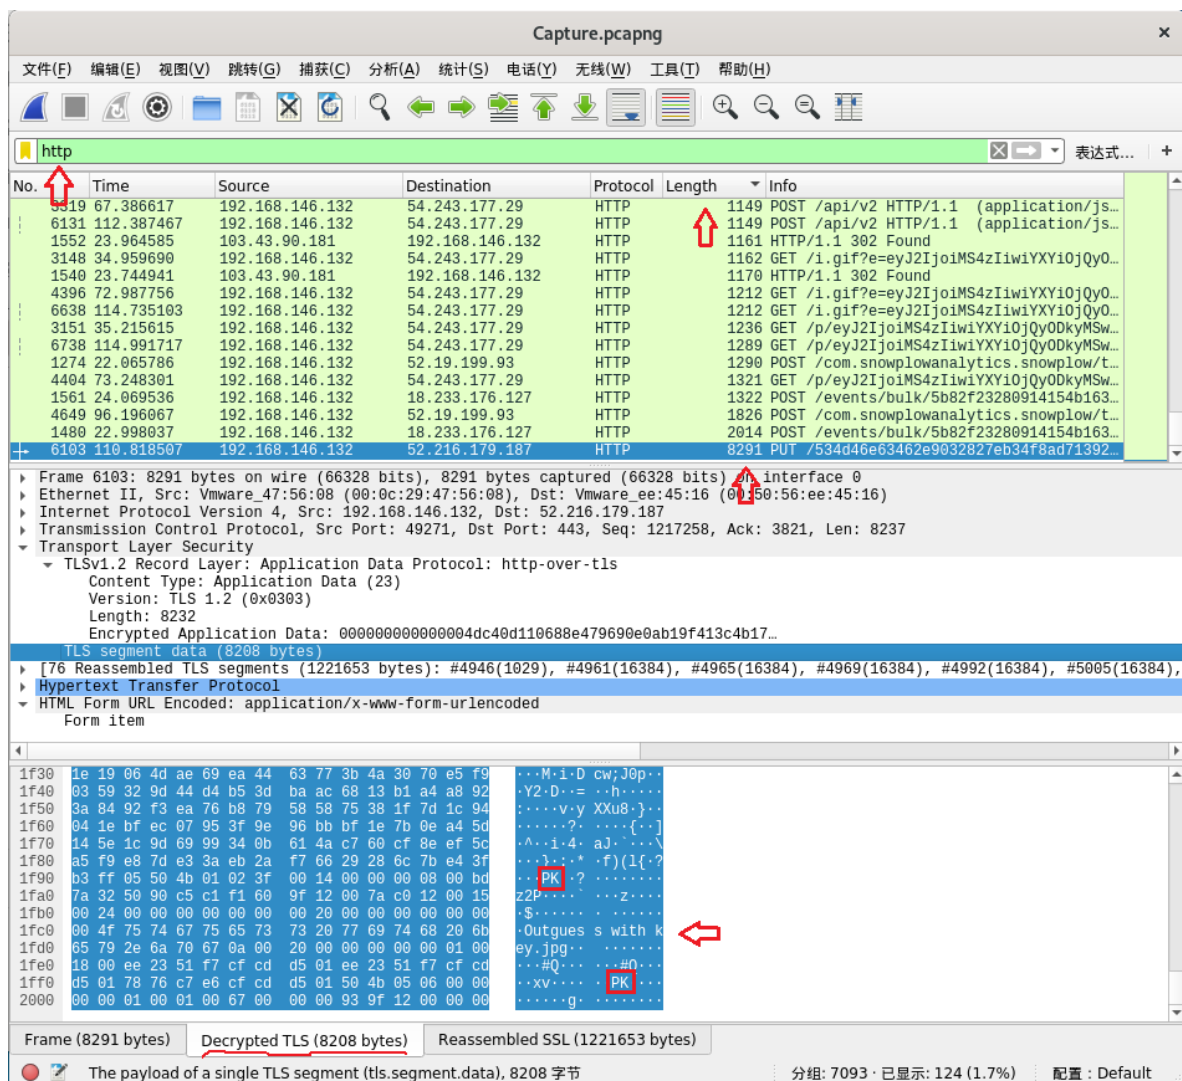 Capture.pcapng
文件(F) 编辑(E) 视图(V) 跳转(G) 捕获(C) 分析(A) 统计(S) 电话(Y) 无线(W) 工具(T) 帮助(H)
http 表达式… +
No. Time Source Destination Protocol Length Info
3319 67.386617 192.168.146.132 54.243.177.29 HTTP 1149 POST /api/v2 HTTP/1.1 (application/js…
6131 112.387467 192.168.146.132 54.243.177.29 HTTP 1149 POST /api/v2 HTTP/1.1 (application/js…
1552 23.964585 103.43.90.181 192.168.146.132 HTTP 1161 HTTP/1.1 302 Found
3148 34.959690 192.168.146.132 54.243.177.29 HTTP 1162 GET /i.gif?e=eyJ2IjoiMS4zIiwiYXYiOjQyO…
1540 23.744941 103.43.90.181 192.168.146.132 HTTP 1170 HTTP/1.1 302 Found
4396 72.987756 192.168.146.132 54.243.177.29 HTTP 1212 GET /i.gif?e=eyJ2IjoiMS4zIiwiYXYiOjQyO…
6638 114.735103 192.168.146.132 54.243.177.29 HTTP 1212 GET /i.gif?e=eyJ2IjoiMS4zIiwiYXYiOjQyO…
3151 35.215615 192.168.146.132 54.243.177.29 HTTP 1236 GET /p/eyJ2IjoiMS4zIiwiYXYiOjQyODkyMSw…
6738 114.991717 192.168.146.132 54.243.177.29 HTTP 1289 GET /p/eyJ2IjoiMS4zIiwiYXYiOjQyODkyMSw…
1274 22.065786 192.168.146.132 52.19.199.93 HTTP 1290 POST /com.snowplowanalytics.snowplow/t…
4404 73.248301 192.168.146.132 54.243.177.29 HTTP 1321 GET /p/eyJ2IjoiMS4zIiwiYXYiOjQyODkyMSw…
1561 24.069536 192.168.146.132 18.233.176.127 HTTP 1322 POST /events/bulk/5b82f23280914154b163…
4649 96.196067 192.168.146.132 52.19.199.93 HTTP 1826 POST /com.snowplowanalytics.snowplow/t…
1480 22.998037 192.168.146.132 18.233.176.127 HTTP 2014 POST /events/bulk/5b82f23280914154b163…
6103 110.818507 192.168.146.132 52.216.179.187 HTTP 8291 PUT /534d46e63462e9032827eb34f8ad71392…
Frame 6103: 8291 bytes on wire (66328 bits), 8291 bytes captured (66328 bits) on interface 0
Ethernet II, Src: Vmware_47:56:08 (00:0c:29:47:56:08), Dst: Vmware_ee:45:16 (00:50:56:ee:45:16)
Internet Protocol Version 4, Src: 192.168.146.132, Dst: 52.216.179.187
Transmission Control Protocol, Src Port: 49271, Dst Port: 443, Seq: 1217258, Ack: 3821, Len: 8237
Transport Layer Security
TLSv1.2 Record Layer: Application Data Protocol: http-over-tls
Content Type: Application Data (23)
Version: TLS 1.2 (0x0303)
Length: 8232
Encrypted Application Data: 000000000000004dc40d110688e479690e0ab19f413c4b17…
TLS segment data (8208 bytes)
[76 Reassembled TLS segments (1221653 bytes): #4946(1029), #4961(16384), #4965(16384), #4969(16384), #4992(16384), #5005(16384),
Hypertext Transfer Protocol
HTML Form URL Encoded: application/x-www-form-urlencoded
Form item
1f30 1e 19 06 4d ae 69 ea 44 63 77 3b 4a 30 70 e5 f9 ···M·i·D cw;J0p··
1f40 03 59 32 9d 44 d4 b5 3d ba ac 68 13 b1 a4 a8 92 ·Y2·D··= ··h·····
1f50 3a 84 92 f3 ea 76 b8 79 58 58 75 38 1f 7d 1c 94 :····v·y XXu8·}··
1f60 04 1e bf ec 07 95 3f 9e 96 bb bf 1e 7b 0e a4 5d ······?· ····{··]
1f70 14 5e 1c 9d 69 99 34 0b 61 4a c7 60 cf 8e ef 5c ·^··i·4· aJ·`···\
1f80 a5 f9 e8 7d e3 3a eb 2a f7 66 29 28 6c 7b e4 3f ···}·:·* ·f)(l{·?
1f90 b3 ff 05 50 4b 01 02 3f 00 14 00 00 00 08 00 bd ···PK··? ········
1fa0 7a 32 50 90 c5 c1 f1 60 9f 12 00 7a c0 12 00 15 z2P····` ···z····
1fb0 00 24 00 00 00 00 00 00 00 20 00 00 00 00 00 00 ·$······ · ······
1fc0 00 4f 75 74 67 75 65 73 73 20 77 69 74 68 20 6b ·Outgues s with k
1fd0 65 79 2e 6a 70 67 0a 00 20 00 00 00 00 00 01 00 ey.jpg·· ·······
1fe0 18 00 ee 23 51 f7 cf cd d5 01 ee 23 51 f7 cf cd ···#Q··· ···#Q···
1ff0 d5 01 78 76 c7 e6 cf cd d5 01 50 4b 05 06 00 00 ··xv···· ··PK····
2000 00 00 01 00 01 00 67 00 00 00 93 9f 12 00 00 00 ······g· ········
Frame (8291 bytes) Decrypted TLS (8208 bytes) Reassembled SSL (1221653 bytes)
The payload of a single TLS segment (tls.segment.data), 8208 字节 分组: 7093 · 已显示: 124 (1.7%) 配置：Default